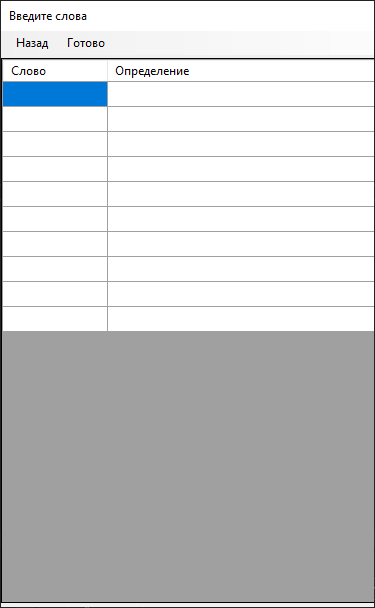 Введите слова
Назад Готово
Слово Определение